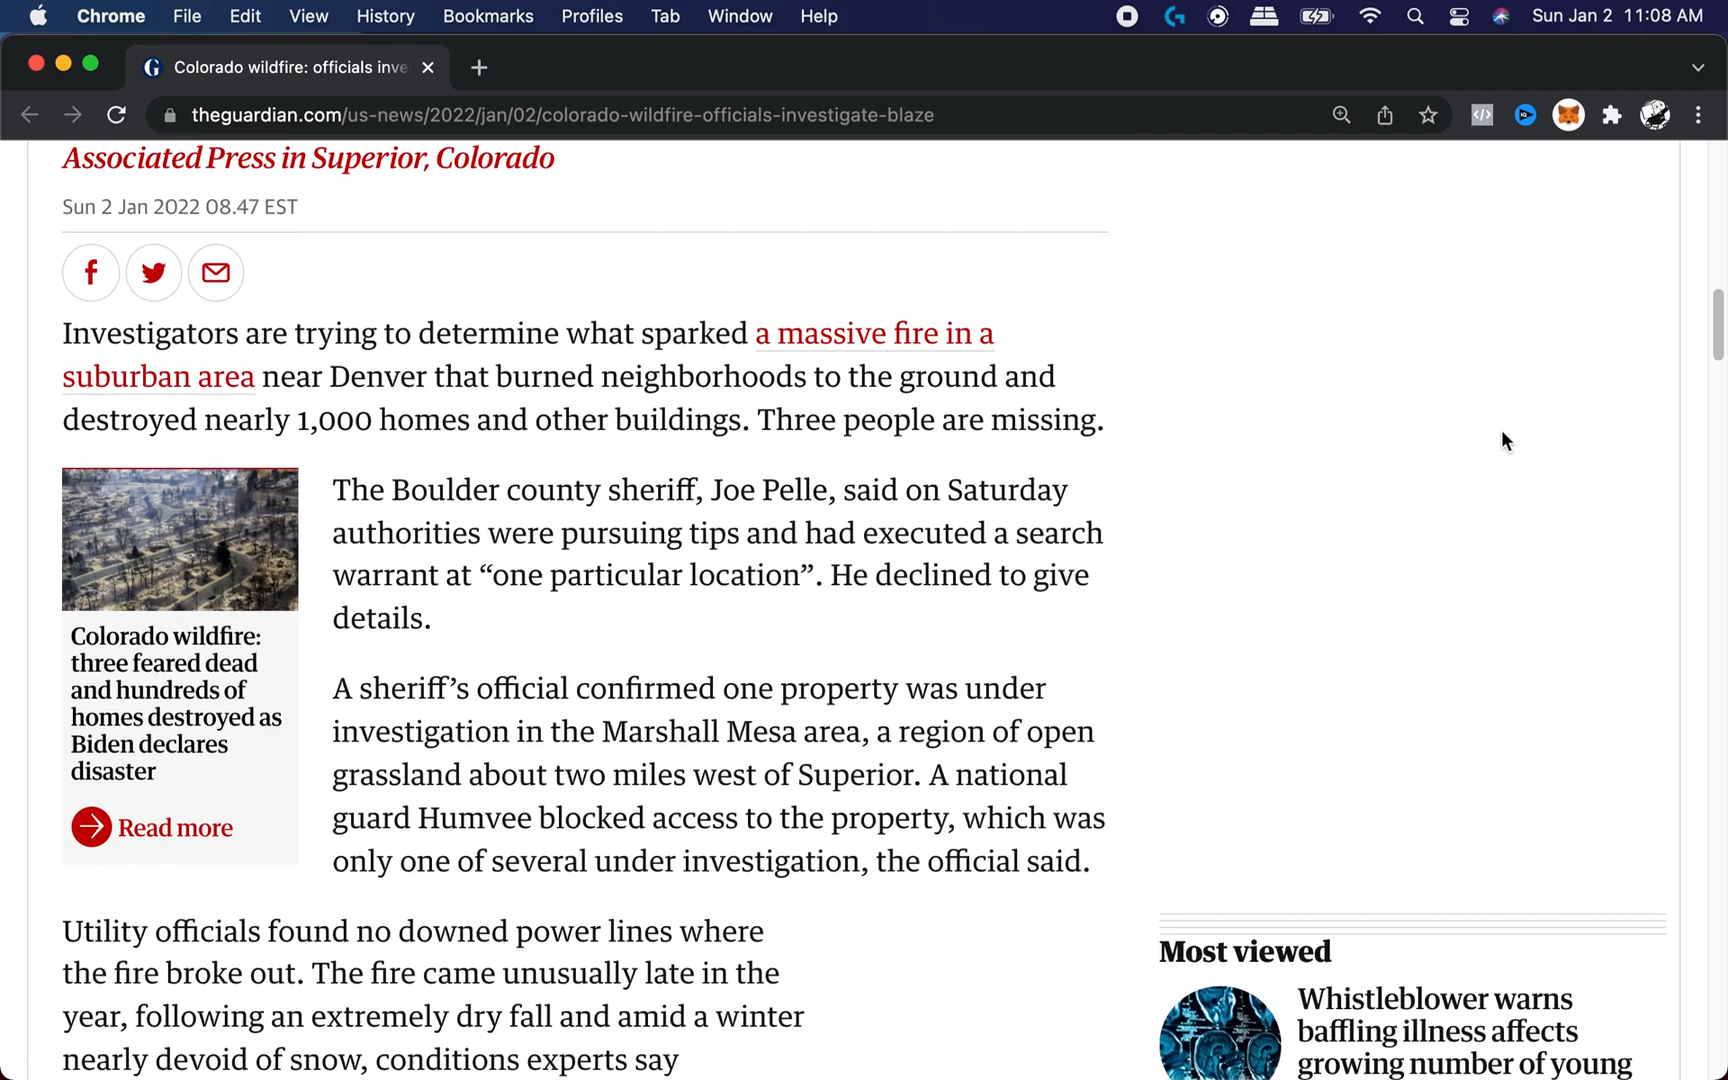 Chrome File Edit View History Bookmarks Profiles Tab Window Help Sun Jan 2 11:08 AM
Colorado wildfire: officials inve
theguardian.com/us-news/2022/jan/02/colorado-wildfire-officials-investigate-blaze
Associated Press in Superior, Colorado
Sun 2 Jan 2022 08.47 EST
Investigators are trying to determine what sparked a massive fire in a
suburban area near Denver that burned neighborhoods to the ground and
destroyed nearly 1,000 homes and other buildings. Three people are missing.
Colorado wildfire:
three feared dead
and hundreds of
homes destroyed as
Biden declares
disaster
Read more
The Boulder county sheriff, Joe Pelle, said on Saturday
authorities were pursuing tips and had executed a search
warrant at “one particular location”. He declined to give
details.
A sheriff’s official confirmed one property was under
investigation in the Marshall Mesa area, a region of open
grassland about two miles west of Superior. A national
guard Humvee blocked access to the property, which was
only one of several under investigation, the official said.
Utility officials found no downed power lines where
the fire broke out. The fire came unusually late in the
year, following an extremely dry fall and amid a winter
nearly devoid of snow, conditions experts say
Most viewed
Whistleblower warns
baffling illness affects
growing number of young